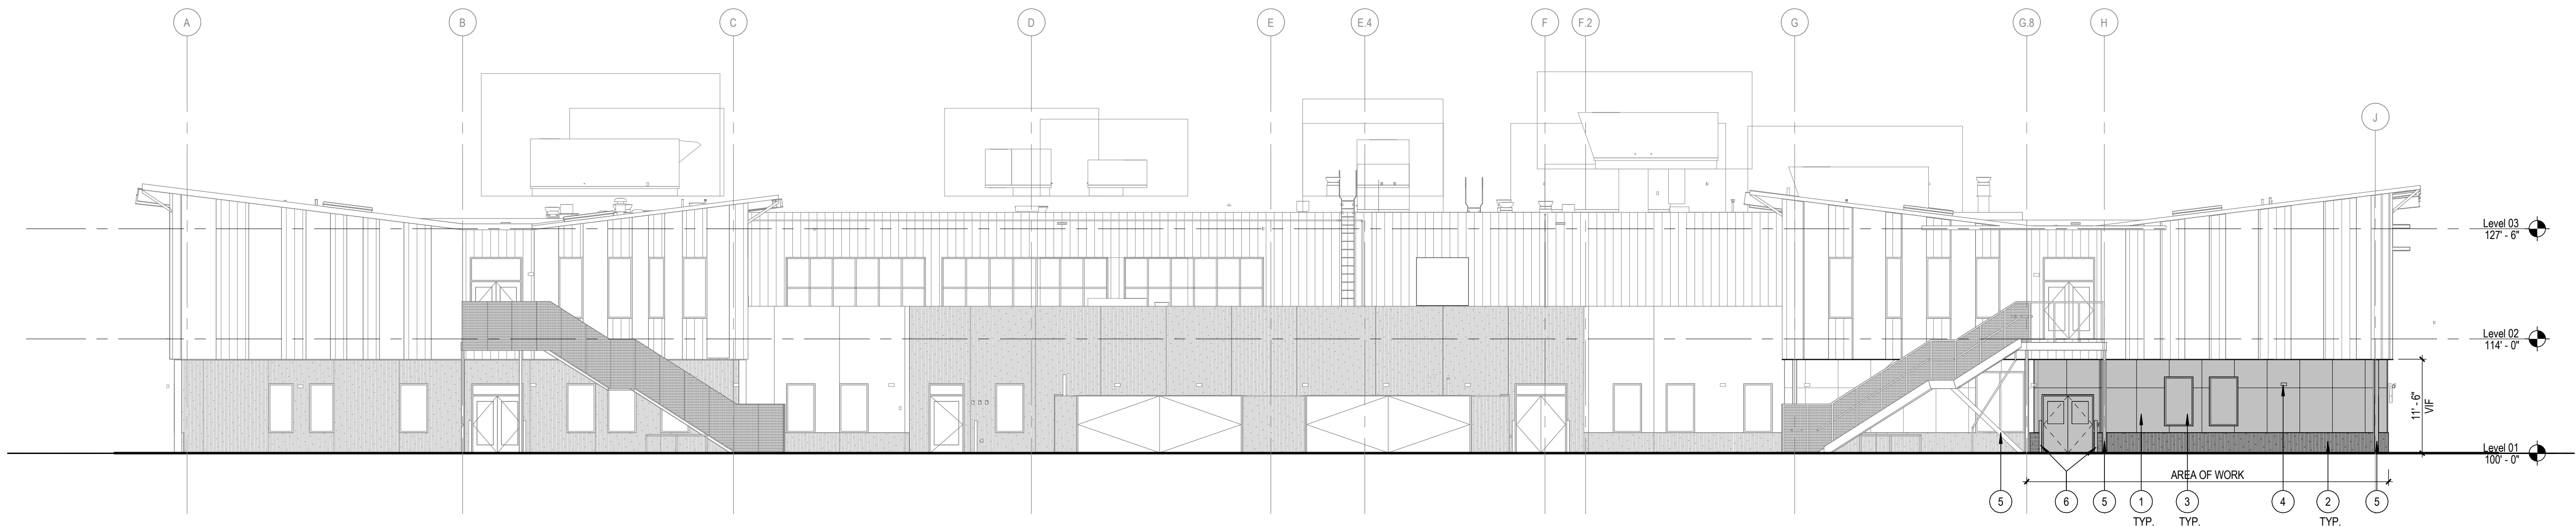 A
B
C
D
E
E.4
F
F.2
G
G.8
H
J
Level 03
127' - 6"
Level 02
114' - 0"
11' - 6"
VIF
Level 01
100' - 0"
AREA OF WORK
5
6
5
1
3
4
2
5
TYP.
TYP.
TYP.